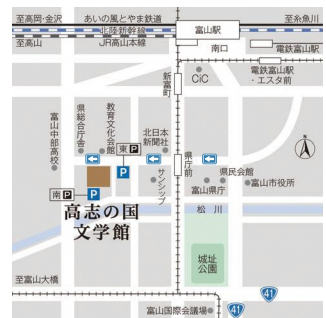 至高岡・金沢
あいの風とやま鉄道
富山駅
至糸魚川
北陸新幹線
至高山
JR高山本線
南口
電鉄富山駅
CiC
電鉄富山駅
・エスタ前
新富町
富山中部高校
県総合庁舎
教育文化会館
東P
北日本
新聞社
県庁前
P
サンシップ
富山県庁
県民会館
富山市役所
南P
P
高志の国
文学館
松川
城址
公園
至富山大橋
富山国際会議場
41
41
N